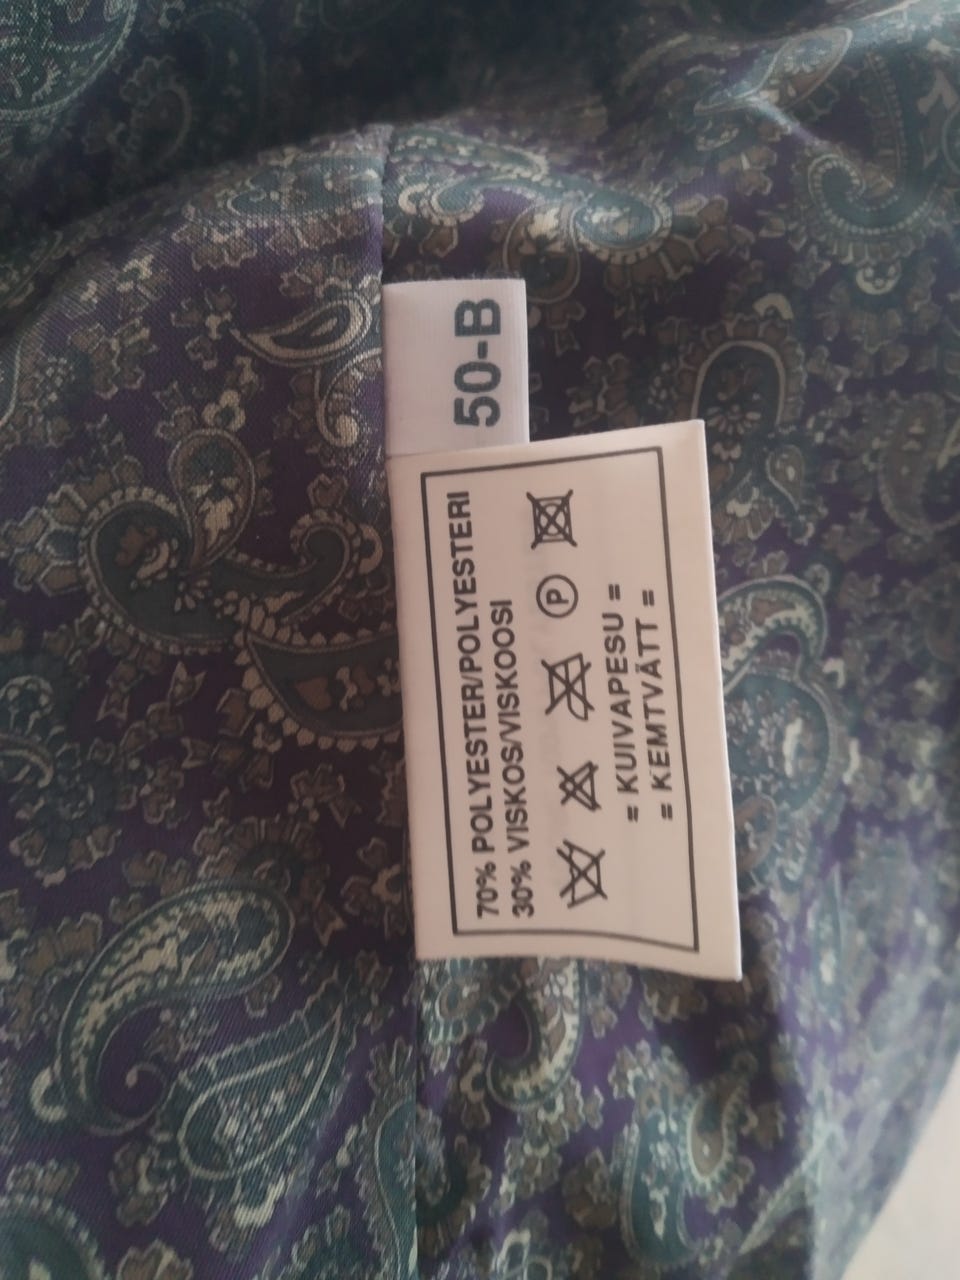 50-B
70% POLYESTER/POLYESTERI
30% VISKOS/VISKOOSI
P
= KUIVAPESU =
= KEMTVÄTT =